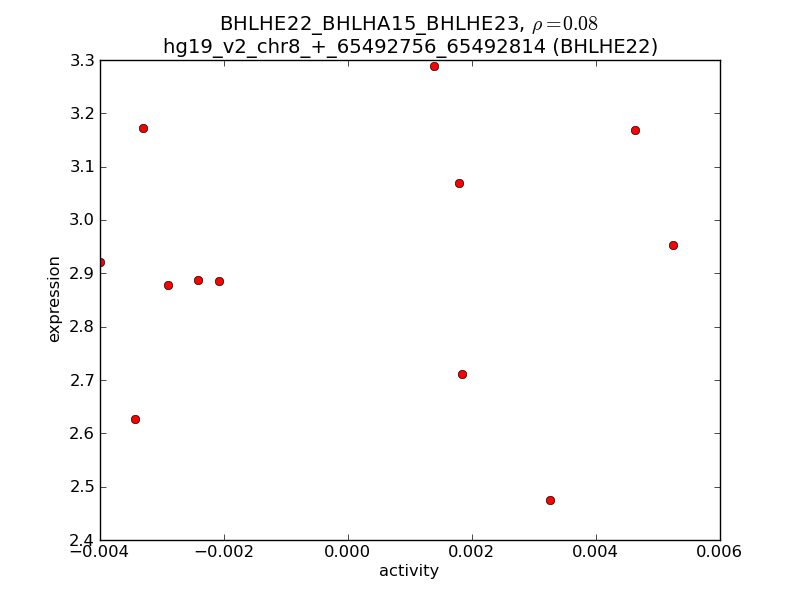 BHLHE22_BHLHA15_BHLHE23, ρ=0.08
hg19_v2_chr8_+_65492756_65492814 (BHLHE22)
3.3
3.2
3.1
3.0
2.9
2.8
2.7
2.6
2.5
2.4
expression
−0.004 −0.002 0.000 0.002 0.004 0.006
activity